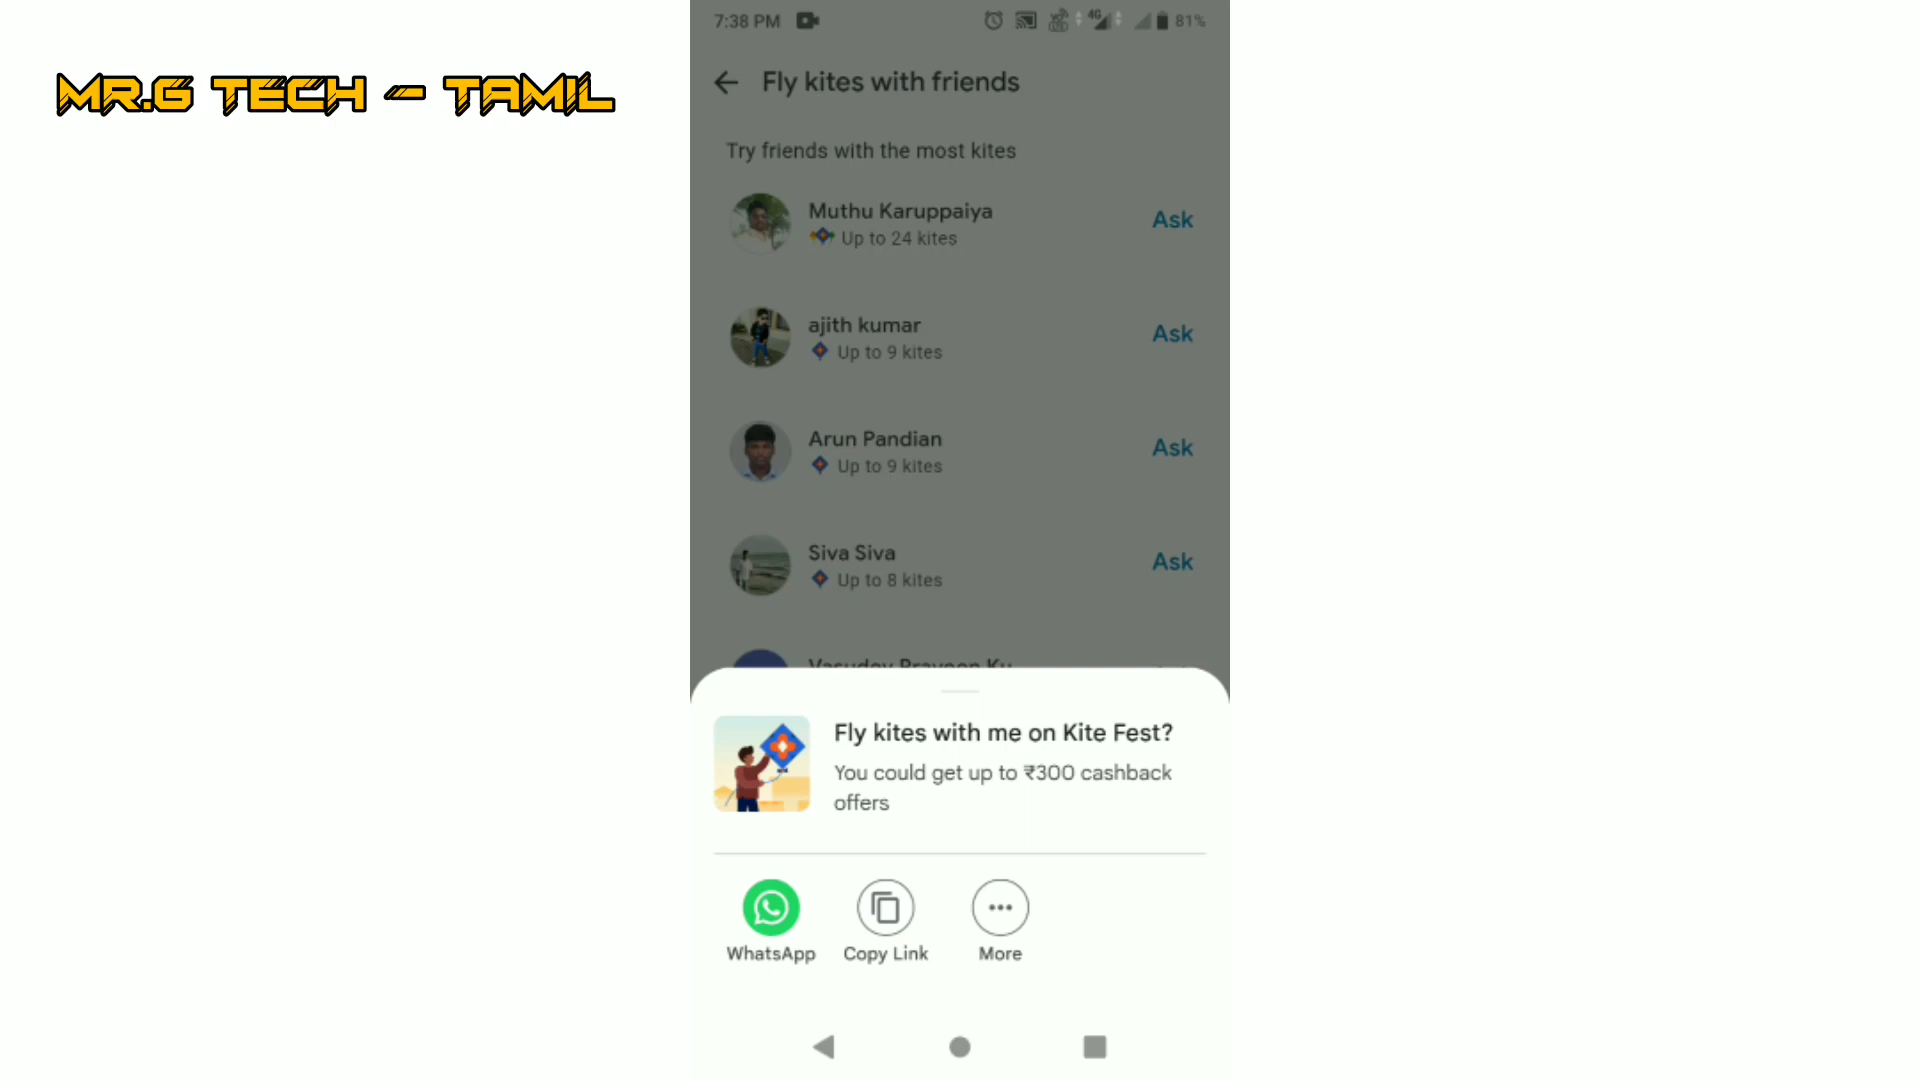 MR.G TECH - TAMIL
7:38 PM
4G
81%
Fly kites with friends
Try friends with the most kites
Muthu Karuppaiya
Up to 24 kites
Ask
ajith kumar
Up to 9 kites
Ask
Arun Pandian
Up to 9 kites
Ask
Siva Siva
Up to 8 kites
Ask
Fly kites with me on Kite Fest?
You could get up to ₹300 cashback
offers
WhatsApp
Copy Link
More